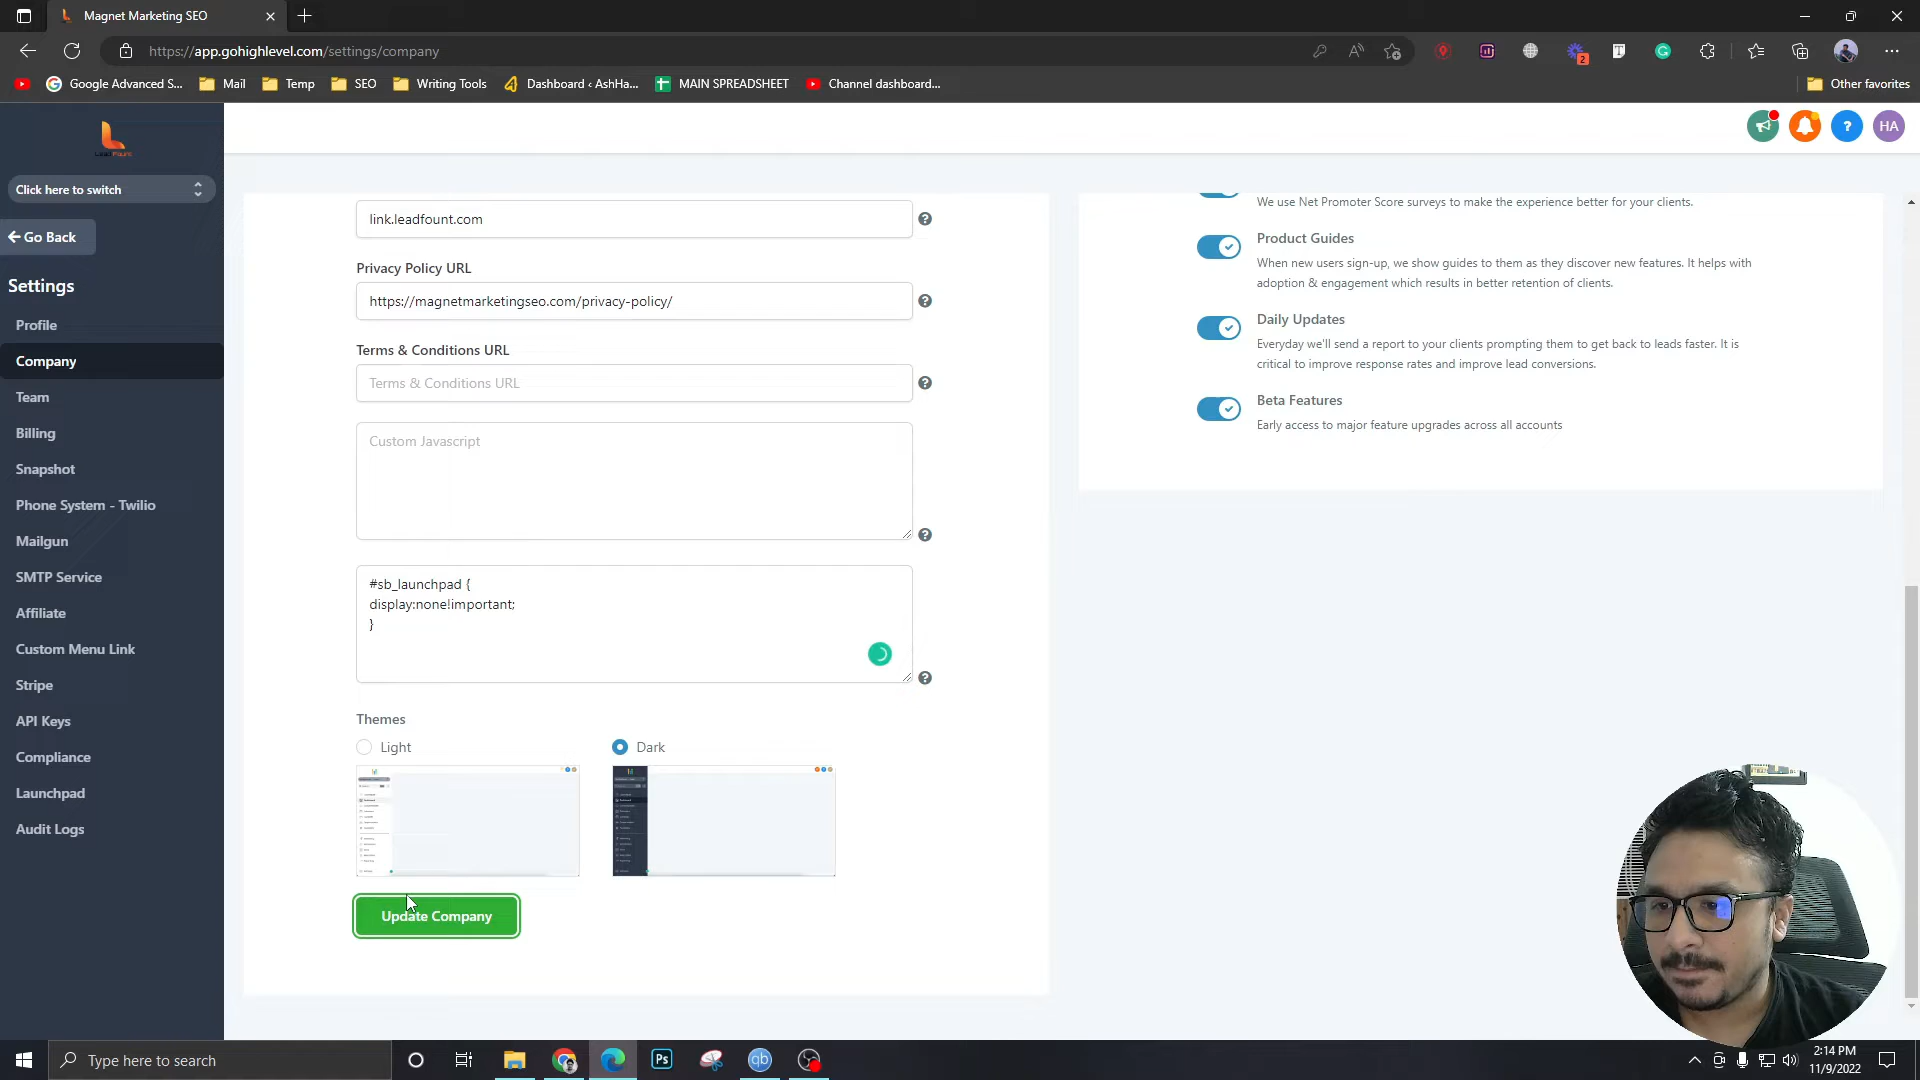 Magnet Marketing SEO
https://app.gohighlevel.com/settings/company
2
Google Advanced S...
Mail
Temp
SEO
Writing Tools
Dashboard ‹ AshHa...
MAIN SPREADSHEET
Channel dashboard...
Other favorites
Lead Fount
Click here to switch
Go Back
Settings
Profile
Company
Team
Billing
Snapshot
Phone System - Twilio
Mailgun
SMTP Service
Affiliate
Custom Menu Link
Stripe
API Keys
Compliance
Launchpad
Audit Logs
? HA
link.leadfount.com
Privacy Policy URL
https://magnetmarketingseo.com/privacy-policy/
Terms & Conditions URL
Terms & Conditions URL
Custom Javascript
#sb_launchpad {
display:none!important;
}
Themes
Light
Dark
Update Company
We use Net Promoter Score surveys to make the experience better for your clients.
Product Guides
When new users sign-up, we show guides to them as they discover new features. It helps with
adoption & engagement which results in better retention of clients.
Daily Updates
Everyday we'll send a report to your clients prompting them to get back to leads faster. It is
critical to improve response rates and improve lead conversions.
Beta Features
Early access to major feature upgrades across all accounts
Type here to search
Ps
qb
2:14 PM
11/9/2022